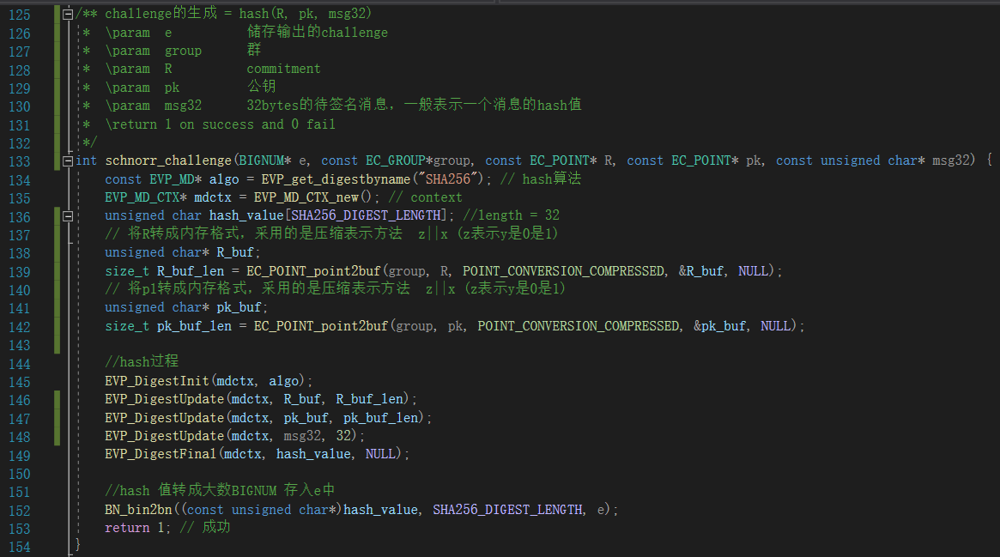 125 /** challenge的生成 = hash(R, pk, msg32)
126 * \param e 储存输出的challenge
127 * \param group 群
128 * \param R commitment
129 * \param pk 公钥
130 * \param msg32 32bytes的待签名消息，一般表示一个消息的hash值
131 * \return 1 on success and 0 fail
132 */
133 int schnorr_challenge(BIGNUM* e, const EC_GROUP*group, const EC_POINT* R, const EC_POINT* pk, const unsigned char* msg32) {
134 const EVP_MD* algo = EVP_get_digestbyname("SHA256"); // hash算法
135 EVP_MD_CTX* mdctx = EVP_MD_CTX_new(); // context
136 unsigned char hash_value[SHA256_DIGEST_LENGTH]; //length = 32
137 // 将R转成内存格式，采用的是压缩表示方法 z||x (z表示y是0是1)
138 unsigned char* R_buf;
139 size_t R_buf_len = EC_POINT_point2buf(group, R, POINT_CONVERSION_COMPRESSED, &R_buf, NULL);
140 // 将p1转成内存格式，采用的是压缩表示方法 z||x (z表示y是0是1)
141 unsigned char* pk_buf;
142 size_t pk_buf_len = EC_POINT_point2buf(group, pk, POINT_CONVERSION_COMPRESSED, &pk_buf, NULL);
143
144 //hash过程
145 EVP_DigestInit(mdctx, algo);
146 EVP_DigestUpdate(mdctx, R_buf, R_buf_len);
147 EVP_DigestUpdate(mdctx, pk_buf, pk_buf_len);
148 EVP_DigestUpdate(mdctx, msg32, 32);
149 EVP_DigestFinal(mdctx, hash_value, NULL);
150
151 //hash 值转成大数BIGNUM 存入e中
152 BN_bin2bn((const unsigned char*)hash_value, SHA256_DIGEST_LENGTH, e);
153 return 1; // 成功
154 }